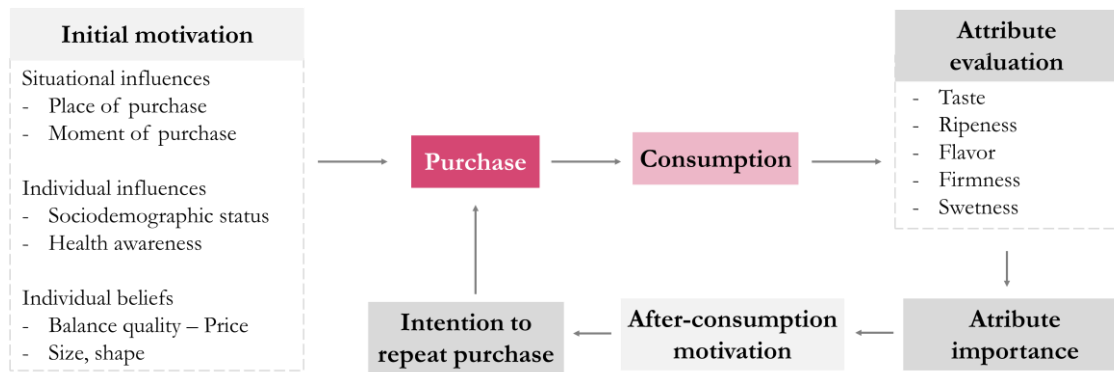 Initial motivation
Situational influences
- Place of purchase
- Moment of purchase
Individual influences
- Sociodemographic status
- Health awareness
Individual beliefs
- Balance quality – Price
- Size, shape
Purchase
Consumption
Attribute
evaluation
- Taste
- Ripeness
- Flavor
- Firmness
- Swetness
Atribute
importance
After-consumption
motivation
Intention to
repeat purchase